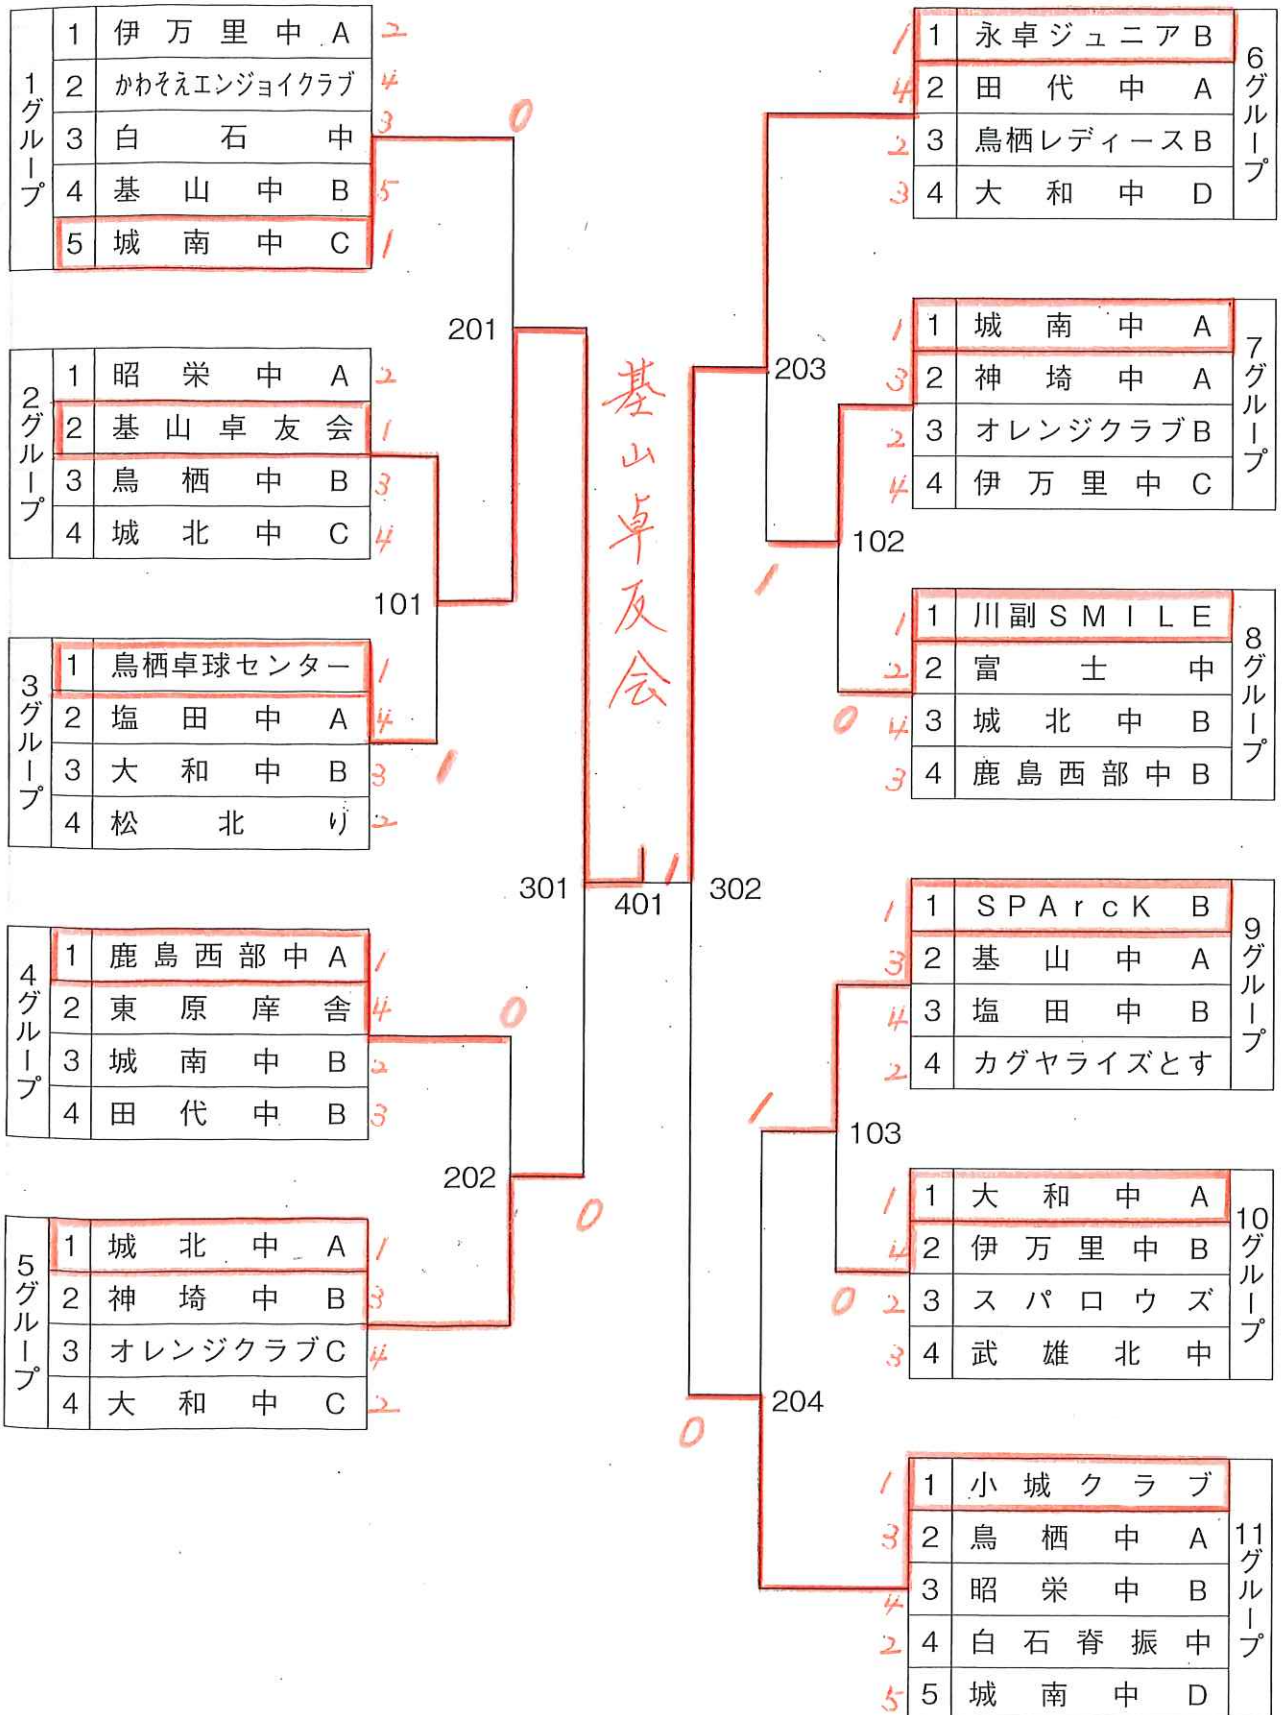 1グループ
1 伊万里中A 2
2 かわそえエンジョイクラブ 4
3 白石中 3
4 基山中B 5
5 城南中C 1
0
201
2グループ
1 昭栄中A 2
2 基山卓友会 1
3 鳥栖中B 3
4 城北中C 4
101
3グループ
1 鳥栖卓球センター 1
2 塩田中A 4
3 大和中B 3
4 松北り 2
1
301
4グループ
1 鹿島西部中A 1
2 東原庠舎 4
3 城南中B 2
4 田代中B 3
0
202
0
5グループ
1 城北中A 1
2 神埼中B 3
3 オレンジクラブC 4
4 大和中C 2
基山卓友会
401
1
302
6グループ
1 1 永卓ジュニアB
4 2 田代中A
2 3 鳥栖レディースB
3 4 大和中D
203
7グループ
1 1 城南中A
3 2 神埼中A
2 3 オレンジクラブB
4 4 伊万里中C
1
102
8グループ
1 1 川副SMILE
2 2 富士中
4 3 城北中B
3 4 鹿島西部中B
0
9グループ
1 1 SPArcK B
3 2 基山中A
4 3 塩田中B
2 4 カグヤライズとす
1
103
10グループ
1 1 大和中A
4 2 伊万里中B
2 3 スパロウズ
3 4 武雄北中
0
204
0
11グループ
1 1 小城クラブ
3 2 鳥栖中A
4 3 昭栄中B
2 4 白石脊振中
5 5 城南中D